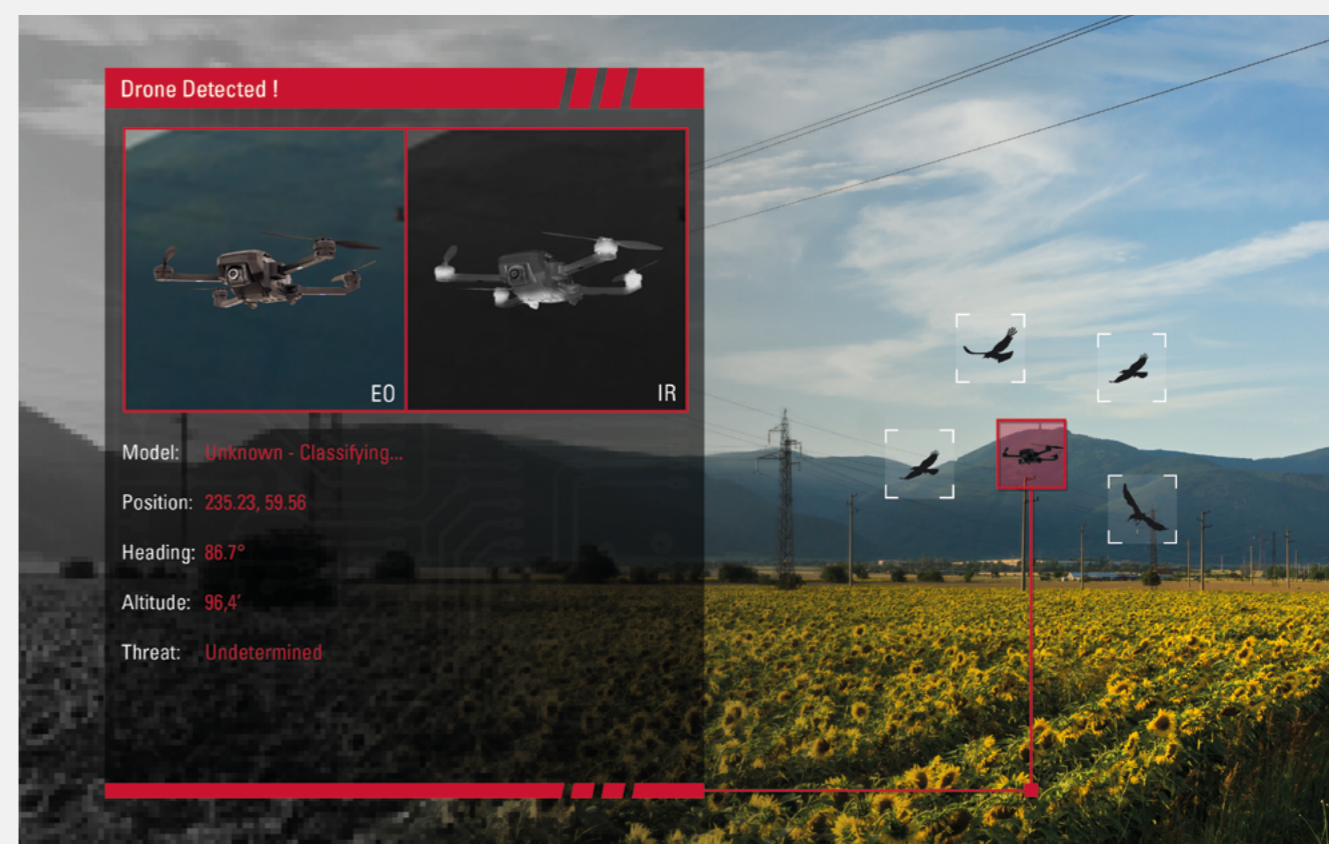 Drone Detected !
EO
IR
Model: Unknown - Classifying...
Position: 235.23, 59.56
Heading: 86.7°
Altitude: 96,4'
Threat: Undetermined